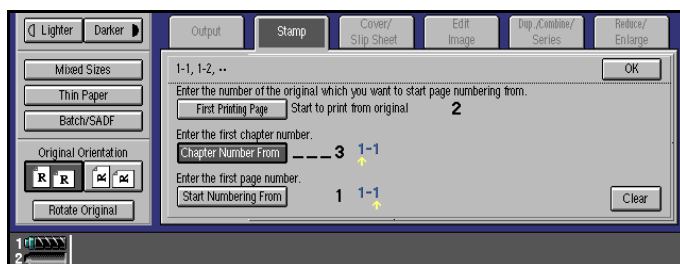 Lighter Darker
Output Stamp Cover/ Slip Sheet Edit Image Dup./Combine/ Series Reduce/ Enlarge
Mixed Sizes
Thin Paper
Batch/SADF
Original Orientation
R R R R
Rotate Original
1-1, 1-2, ··
OK
Enter the number of the original which you want to start page numbering from.
First Printing Page Start to print from original 2
Enter the first chapter number.
Chapter Number From _ _ _ 3 1-1
Enter the first page number.
Start Numbering From 1 1-1
Clear
1
2